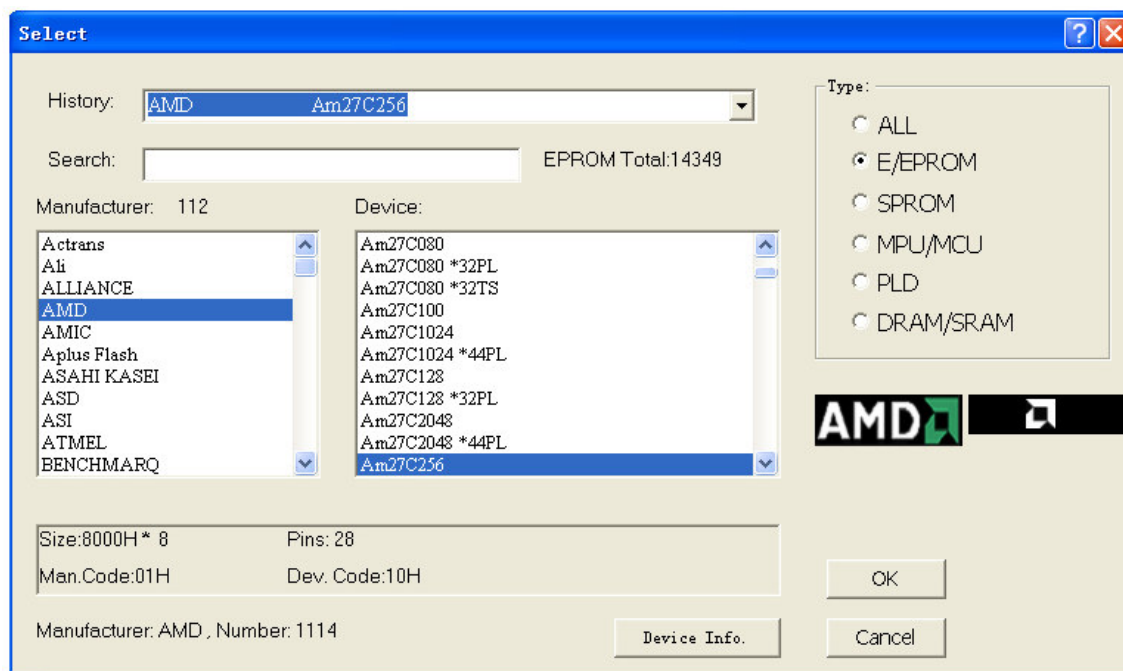 Select
History: AMD Am27C256
Search: EPROM Total:14349
Manufacturer: 112 Device:
Actrans
Ali
ALLIANCE
AMD
AMIC
Aplus Flash
ASAHI KASEI
ASD
ASI
ATMEL
BENCHMARQ
Am27C080
Am27C080 *32PL
Am27C080 *32TS
Am27C100
Am27C1024
Am27C1024 *44PL
Am27C128
Am27C128 *32PL
Am27C2048
Am27C2048 *44PL
Am27C256
Type:
ALL
E/EPROM
SPROM
MPU/MCU
PLD
DRAM/SRAM
AMD
Size:8000H * 8 Pins: 28
Man.Code:01H Dev. Code:10H
Manufacturer: AMD , Number: 1114
Device Info.
OK
Cancel